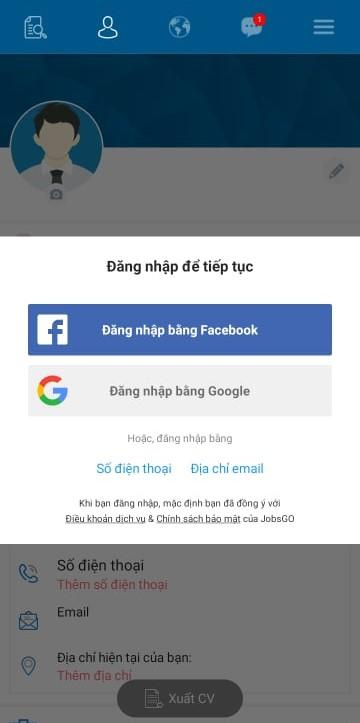 1
Đăng nhập để tiếp tục
Đăng nhập bằng Facebook
Đăng nhập bằng Google
Hoặc, đăng nhập bằng
Số điện thoại Địa chỉ email
Khi bạn đăng nhập, mặc định bạn đã đồng ý với
Điều khoản dịch vụ & Chính sách bảo mật của JobsGO
Số điện thoại
Thêm số điện thoại
Email
Địa chỉ hiện tại của bạn:
Thêm địa chỉ
Xuất CV